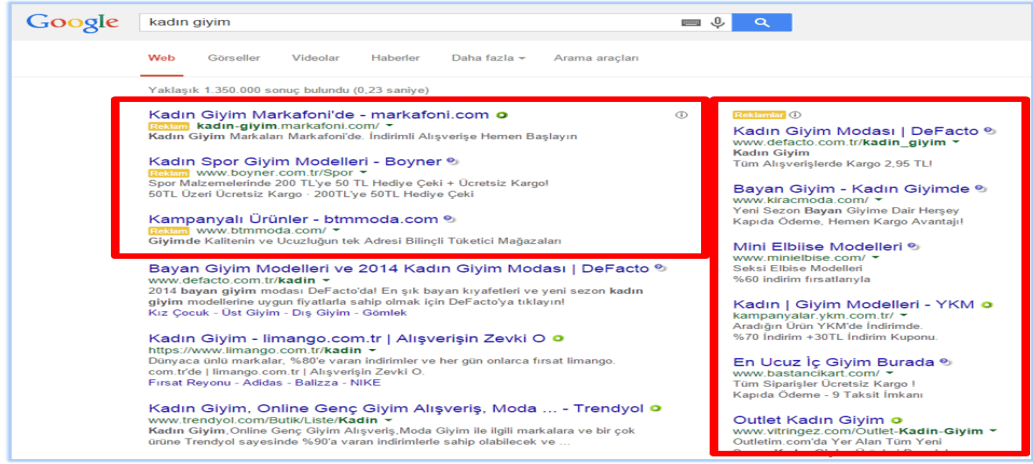 Google
kadın giyim
Web Görseller Videolar Haberler Daha fazla Arama araçları
Yaklaşık 1.350.000 sonuç bulundu (0,23 saniye)
Kadın Giyim Markafoni'de - markafoni.com
Reklam kadın-giyim.markafoni.com/
Kadın Giyim Markaları Markafoni'de. İndirimli Alışverişe Hemen Başlayın
Kadın Spor Giyim Modelleri - Boyner
Reklam www.boyner.com.tr/Spor
Spor Malzemelerinde 200 TL'ye 50 TL Hediye Çeki + Ücretsiz Kargo!
50TL Üzeri Ücretsiz Kargo · 200TL'ye 50TL Hediye Çeki
Kampanyalı Ürünler - btmmoda.com
Reklam www.btmmoda.com/
Giyimde Kalitenin ve Ucuzluğun tek Adresi Bilinçli Tüketici Mağazaları
Bayan Giyim Modelleri ve 2014 Kadın Giyim Modası | DeFacto
www.defacto.com.tr/kadin
2014 bayan giyim modası DeFacto'da! En şık bayan kıyafetleri ve yeni sezon kadın
giyim modellerine uygun fiyatlarla sahip olmak için DeFacto'ya tıklayın!
Kız Çocuk - Üst Giyim - Dış Giyim - Gömlek
Kadın Giyim - limango.com.tr | Alışverişin Zevki O
https://www.limango.com.tr/kadin
Dünyaca ünlü markalar, %80'e varan indirimler ve her gün onlarca fırsat limango.
com.tr'de | limango.com.tr | Alışverişin Zevki O.
Fırsat Reyonu - Adidas - Balizza - NIKE
Kadın Giyim, Online Genç Giyim Alışveriş, Moda ... - Trendyol
www.trendyol.com/Butik/Liste/Kadin
Kadın Giyim,Online Genç Giyim Alışveriş,Moda Giyim ile ilgili markalara ve bir çok
ürüne Trendyol sayesinde %90'a varan indirimlerle sahip olabilecek ve ...
Reklamlar
Kadın Giyim Modası | DeFacto
www.defacto.com.tr/kadin_giyim
Kadın Giyim
Tüm Alışverişlerde Kargo 2,95 TL!
Bayan Giyim - Kadın Giyimde
www.kiracmoda.com/
Yeni Sezon Bayan Giyime Dair Herşey
Kapıda Ödeme, Hemen Kargo Avantajı!
Mini Elbiise Modelleri
www.minielbise.com/
Seksi Elbise Modelleri
%60 indirim fırsatlarıyla
Kadın | Giyim Modelleri - YKM
kampanyalar.ykm.com.tr/
Aradığın Ürün YKM'de İndirimde.
%70 İndirim +30TL İndirim Kuponu.
En Ucuz İç Giyim Burada
www.bastancikart.com/
Tüm Siparişler Ücretsiz Kargo !
Kapıda Ödeme - 9 Taksit İmkanı
Outlet Kadın Giyim
www.vitringez.com/Outlet-Kadin-Giyim
Outletim.com'da Yer Alan Tüm Yeni